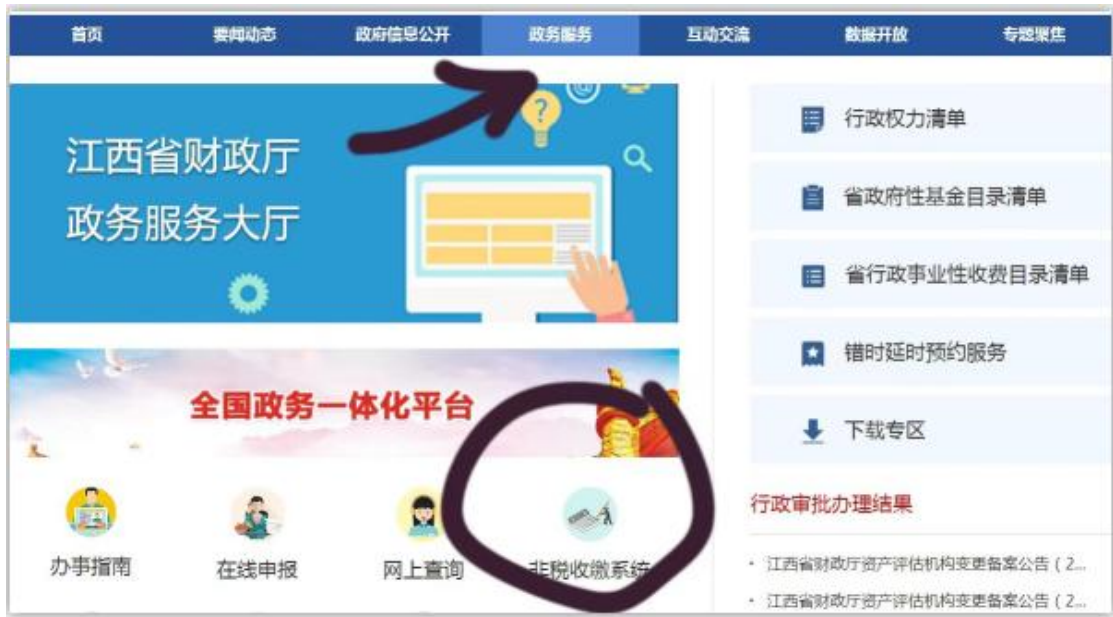 首页 要闻动态 政府信息公开 政务服务 互动交流 数据开放 专题聚焦
江西省财政厅
政务服务大厅
?
@
全国政务一体化平台
办事指南 在线申报 网上查询 非税收缴系统
行政权力清单
省政府性基金目录清单
省行政事业性收费目录清单
错时延时预约服务
下载专区
行政审批办理结果
· 江西省财政厅资产评估机构变更备案公告(2...
· 江西省财政厅资产评估机构变更备案公告(2...